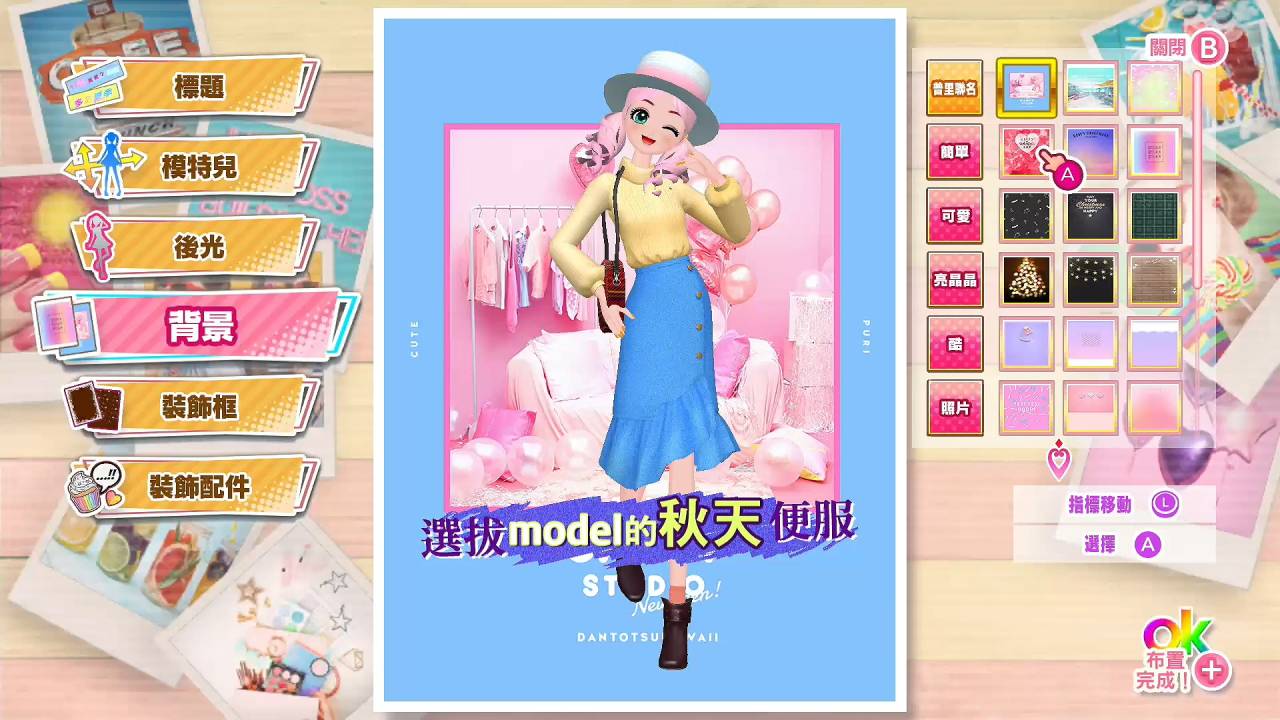 標題
模特兒
後光
背景
裝飾框
裝飾配件
CUTE
PURI
選拔model的秋天便服
STUDIO
DANTOTSU
關閉 B
普里聯名
簡單
可愛
亮晶晶
酷
照片
A
指標移動 L
選擇 A
ok
布置
完成！ +